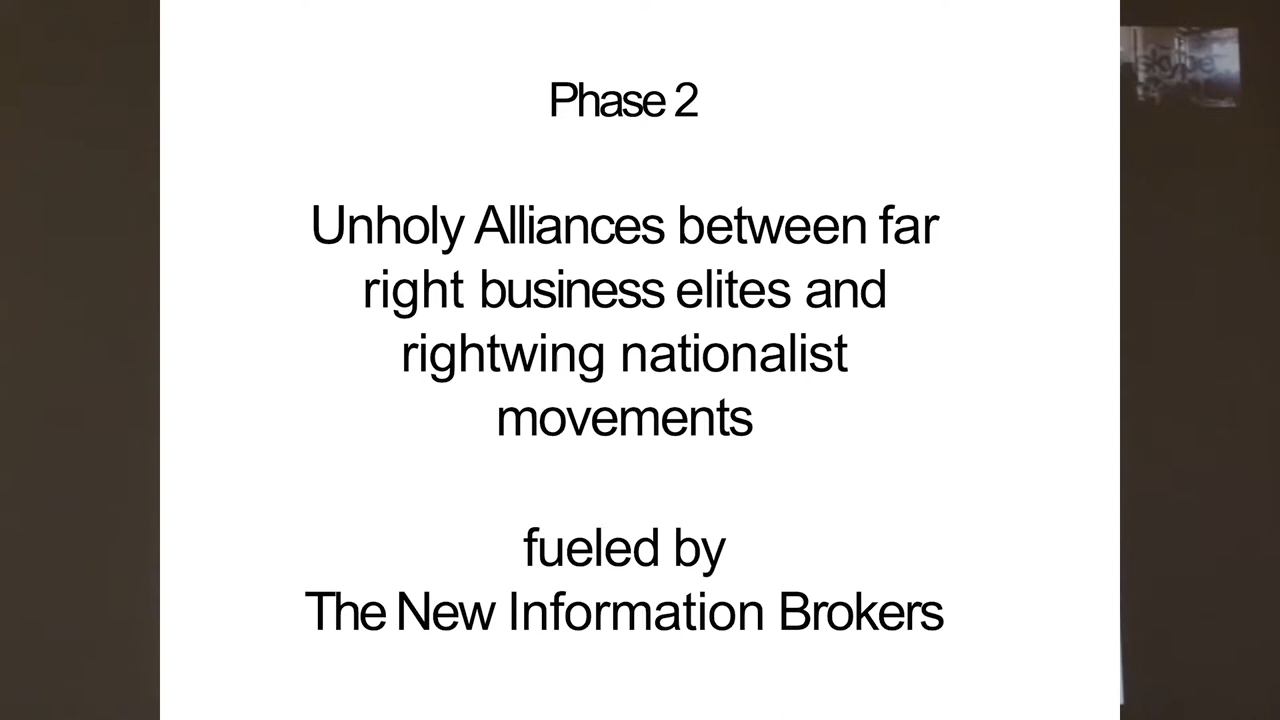 Phase 2
Unholy Alliances between far
right business elites and
rightwing nationalist
movements
fueled by
The New Information Brokers
skype